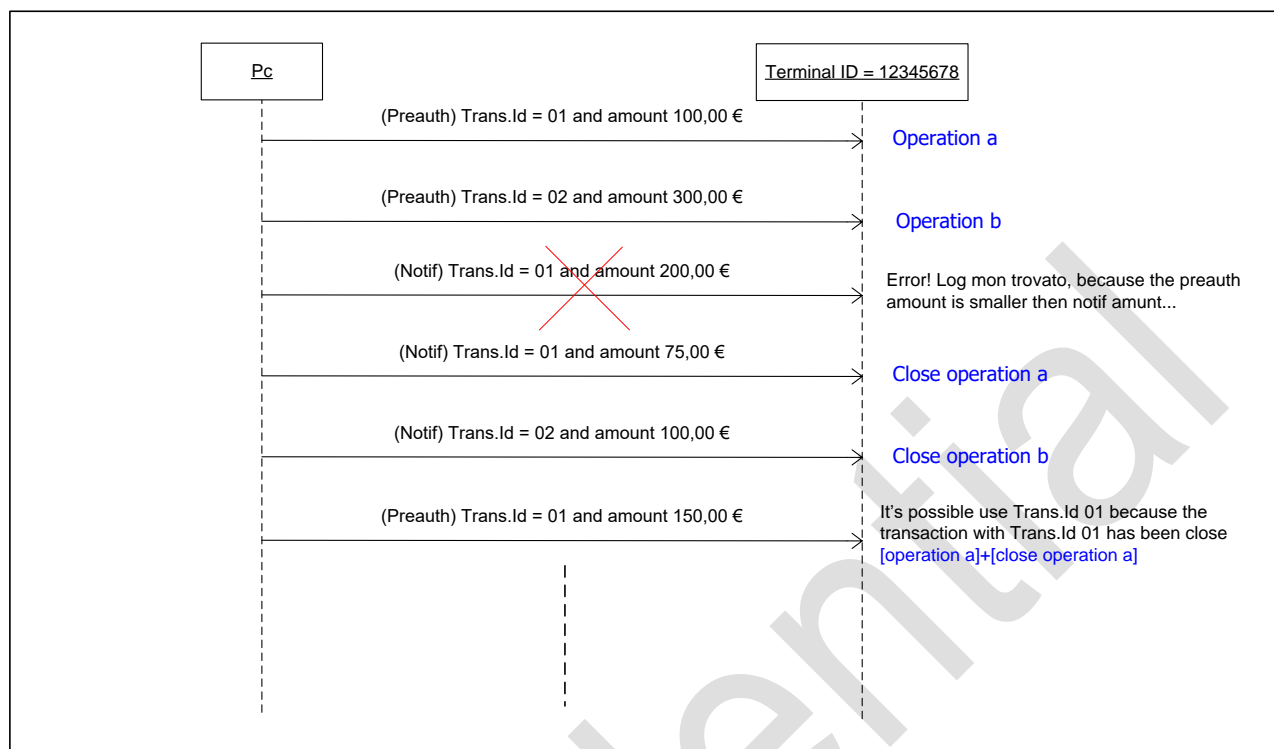 Pc
Terminal ID = 12345678
(Preauth) Trans.Id = 01 and amount 100,00 €
Operation a
(Preauth) Trans.Id = 02 and amount 300,00 €
Operation b
(Notif) Trans.Id = 01 and amount 200,00 €
Error! Log mon trovato, because the preauth
amount is smaller then notif amunt...
(Notif) Trans.Id = 01 and amount 75,00 €
Close operation a
(Notif) Trans.Id = 02 and amount 100,00 €
Close operation b
(Preauth) Trans.Id = 01 and amount 150,00 €
It's possible use Trans.Id 01 because the
transaction with Trans.Id 01 has been close
[operation a]+[close operation a]
dential